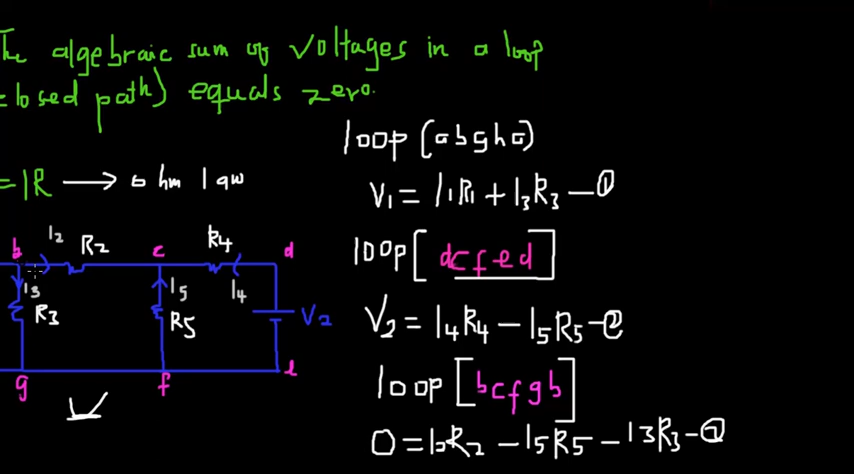 The algebraic sum of voltages in a loop
closed path) equals zero.
=IR → ohm law
loop (abgha)
V1 = I1R1 + I3R3 — ①
loop [dcfed]
V2 = I4R4 - I5R5 - ②
loop [bcfgb]
0 = I2R2 - I5R5 - I3R3 - ③
b I2 R2 c R4 d
I3 I5 I4
R3 R5 V2
g f e